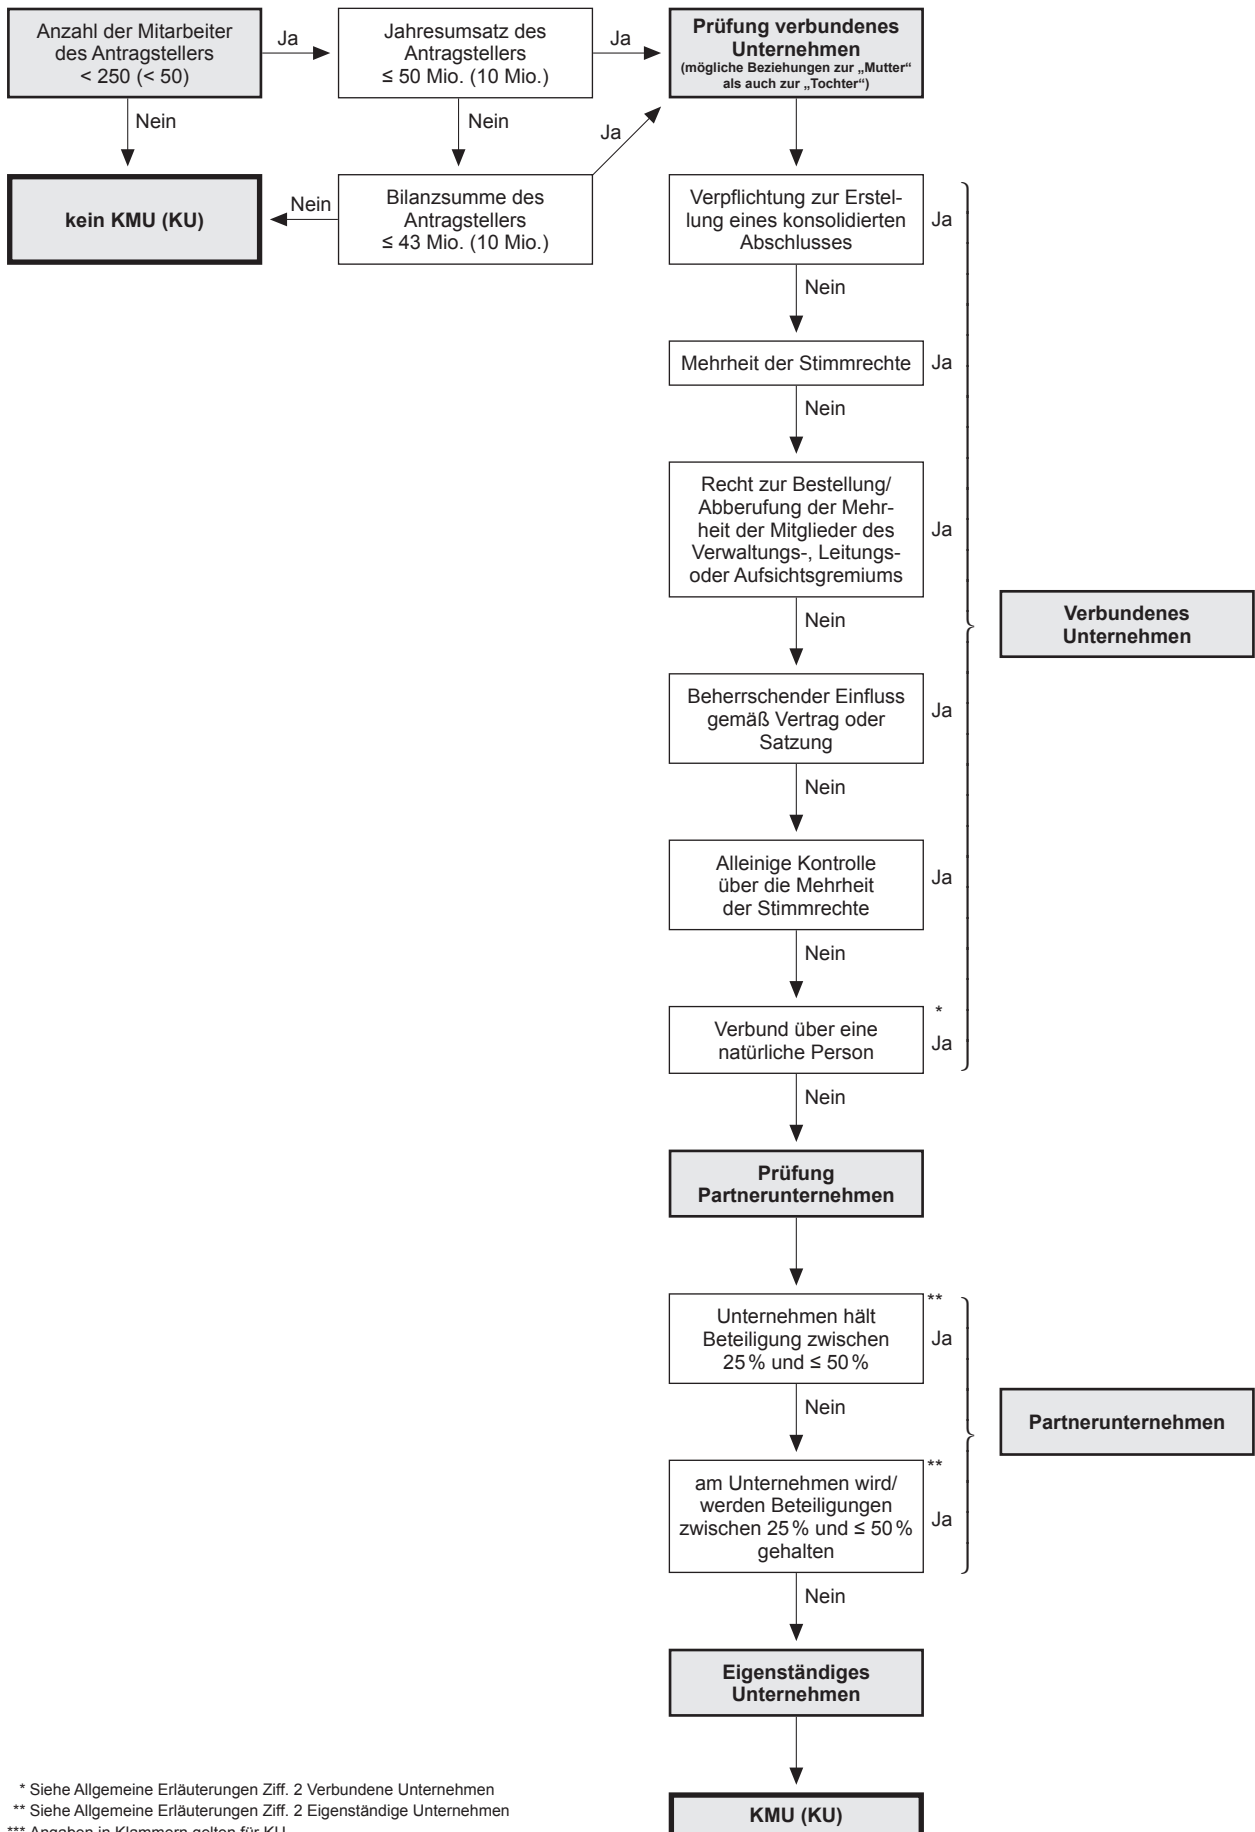 Anzahl der Mitarbeiter
des Antragstellers
< 250 (< 50)
Ja
Jahresumsatz des
Antragstellers
≤ 50 Mio. (10 Mio.)
Ja
Prüfung verbundenes
Unternehmen
(mögliche Beziehungen zur „Mutter“
als auch zur „Tochter“)
Nein
Nein
Ja
kein KMU (KU)
Nein
Bilanzsumme des
Antragstellers
≤ 43 Mio. (10 Mio.)
Verpflichtung zur Erstel-
lung eines konsolidierten
Abschlusses
Ja
Nein
Mehrheit der Stimmrechte
Ja
Nein
Recht zur Bestellung/
Abberufung der Mehr-
heit der Mitglieder des
Verwaltungs-, Leitungs-
oder Aufsichtsgremiums
Ja
Nein
Verbundenes
Unternehmen
Beherrschender Einfluss
gemäß Vertrag oder
Satzung
Ja
Nein
Alleinige Kontrolle
über die Mehrheit
der Stimmrechte
Ja
Nein
Verbund über eine
natürliche Person
*
Ja
Nein
Prüfung
Partnerunternehmen
Unternehmen hält
Beteiligung zwischen
25 % und ≤ 50 %
**
Ja
Nein
Partnerunternehmen
am Unternehmen wird/
werden Beteiligungen
zwischen 25 % und ≤ 50 %
gehalten
**
Ja
Nein
Eigenständiges
Unternehmen
KMU (KU)
* Siehe Allgemeine Erläuterungen Ziff. 2 Verbundene Unternehmen
** Siehe Allgemeine Erläuterungen Ziff. 2 Eigenständige Unternehmen
*** Angaben in Klammern gelten für KU